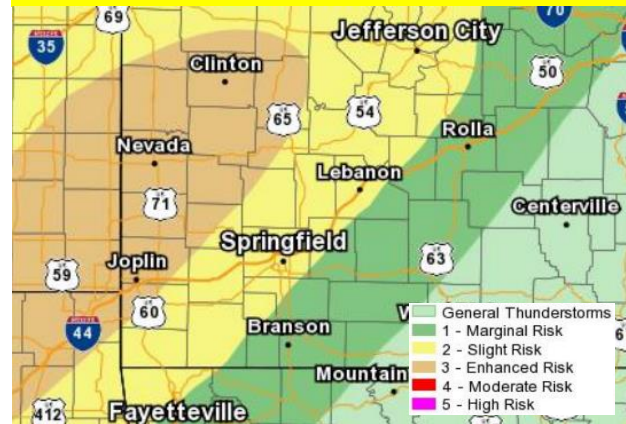 69
70
35
Jefferson City
Clinton
50
65
54
Rolla
Nevada
Lebanon
71
Centerville
Springfield
Joplin
63
59
60
General Thunderstorms
W
1 - Marginal Risk
44
Branson
2 - Slight Risk
6
3 - Enhanced Risk
Mountain
4 - Moderate Risk
412
Fayetteville
5 - High Risk